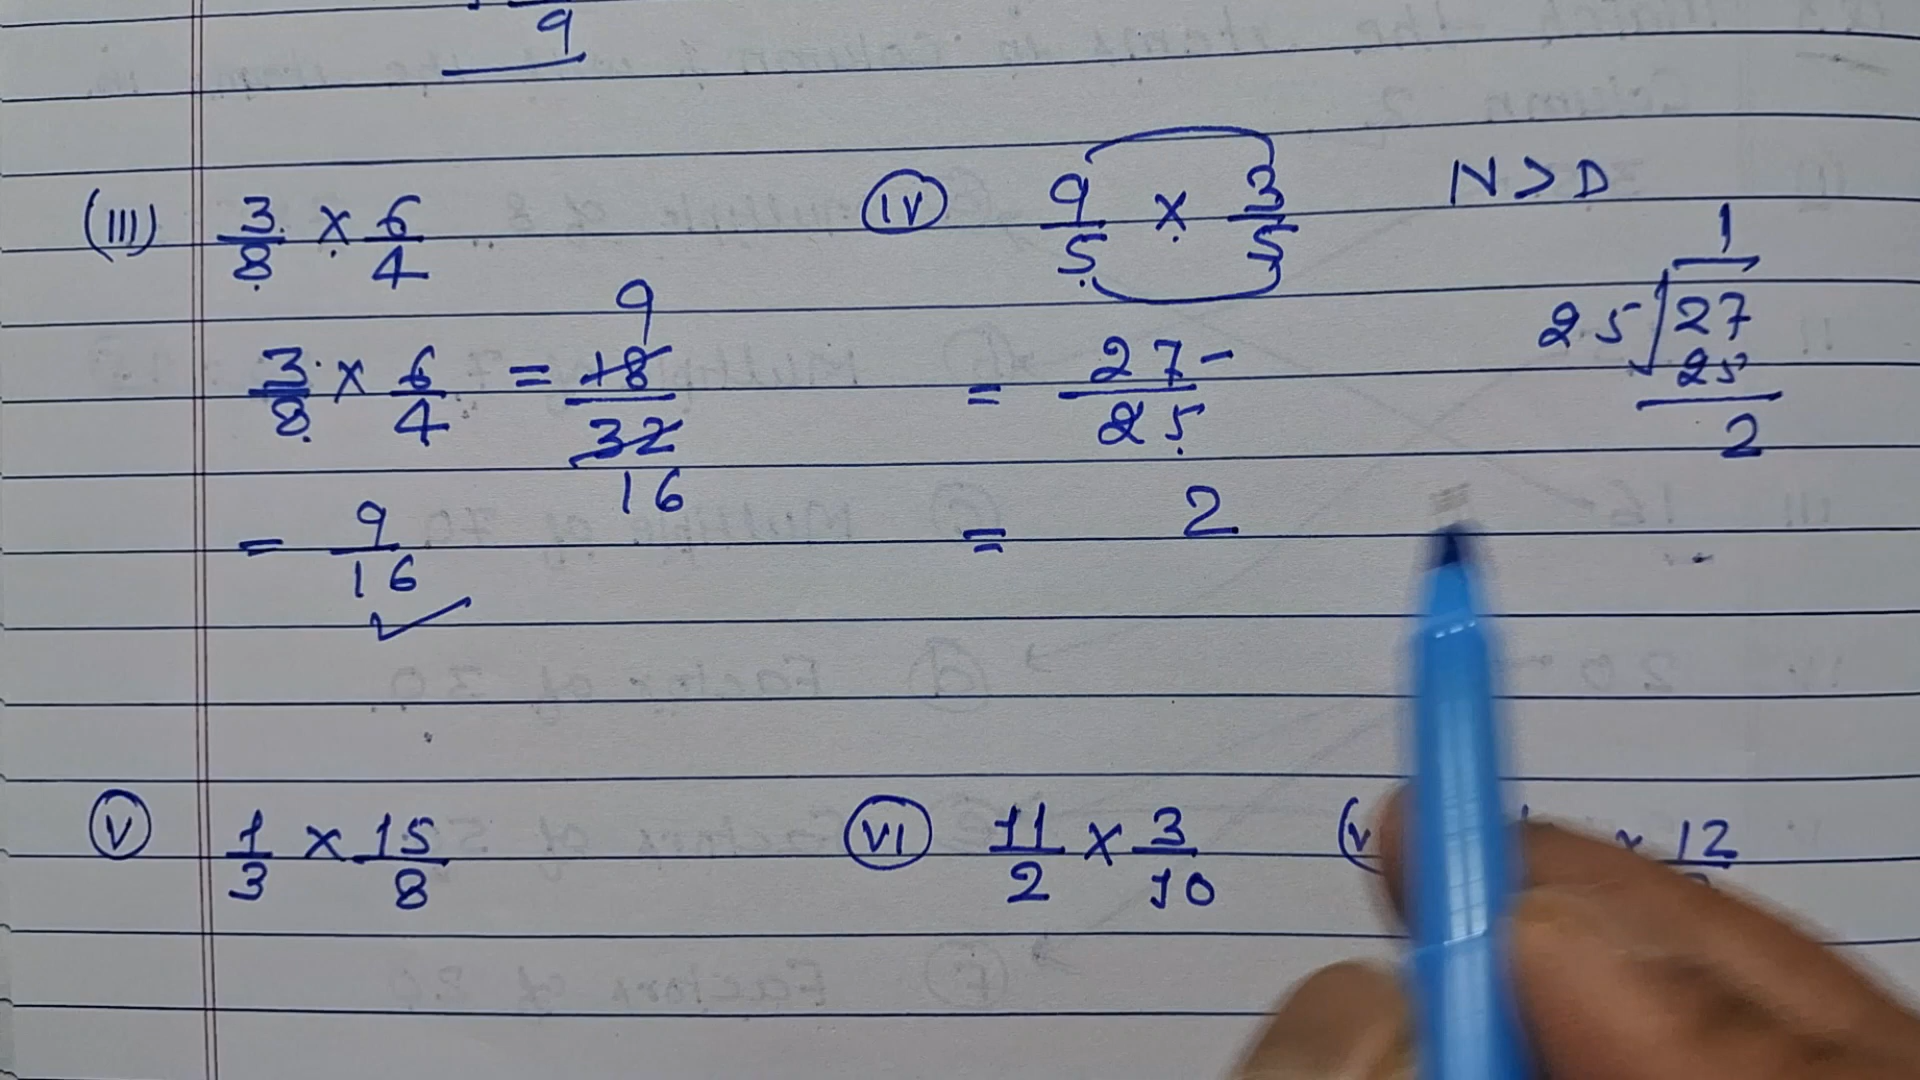 9
(III) 3/8 × 6/4
3/8 × 6/4 = 18/32
9
16
= 9/16
(IV) 9/5 × 3/5
N > D
= 27/25
1
25 27
25
2
= 2
(V) 1/3 × 15/8
(VI) 11/2 × 3/10
(v × 12